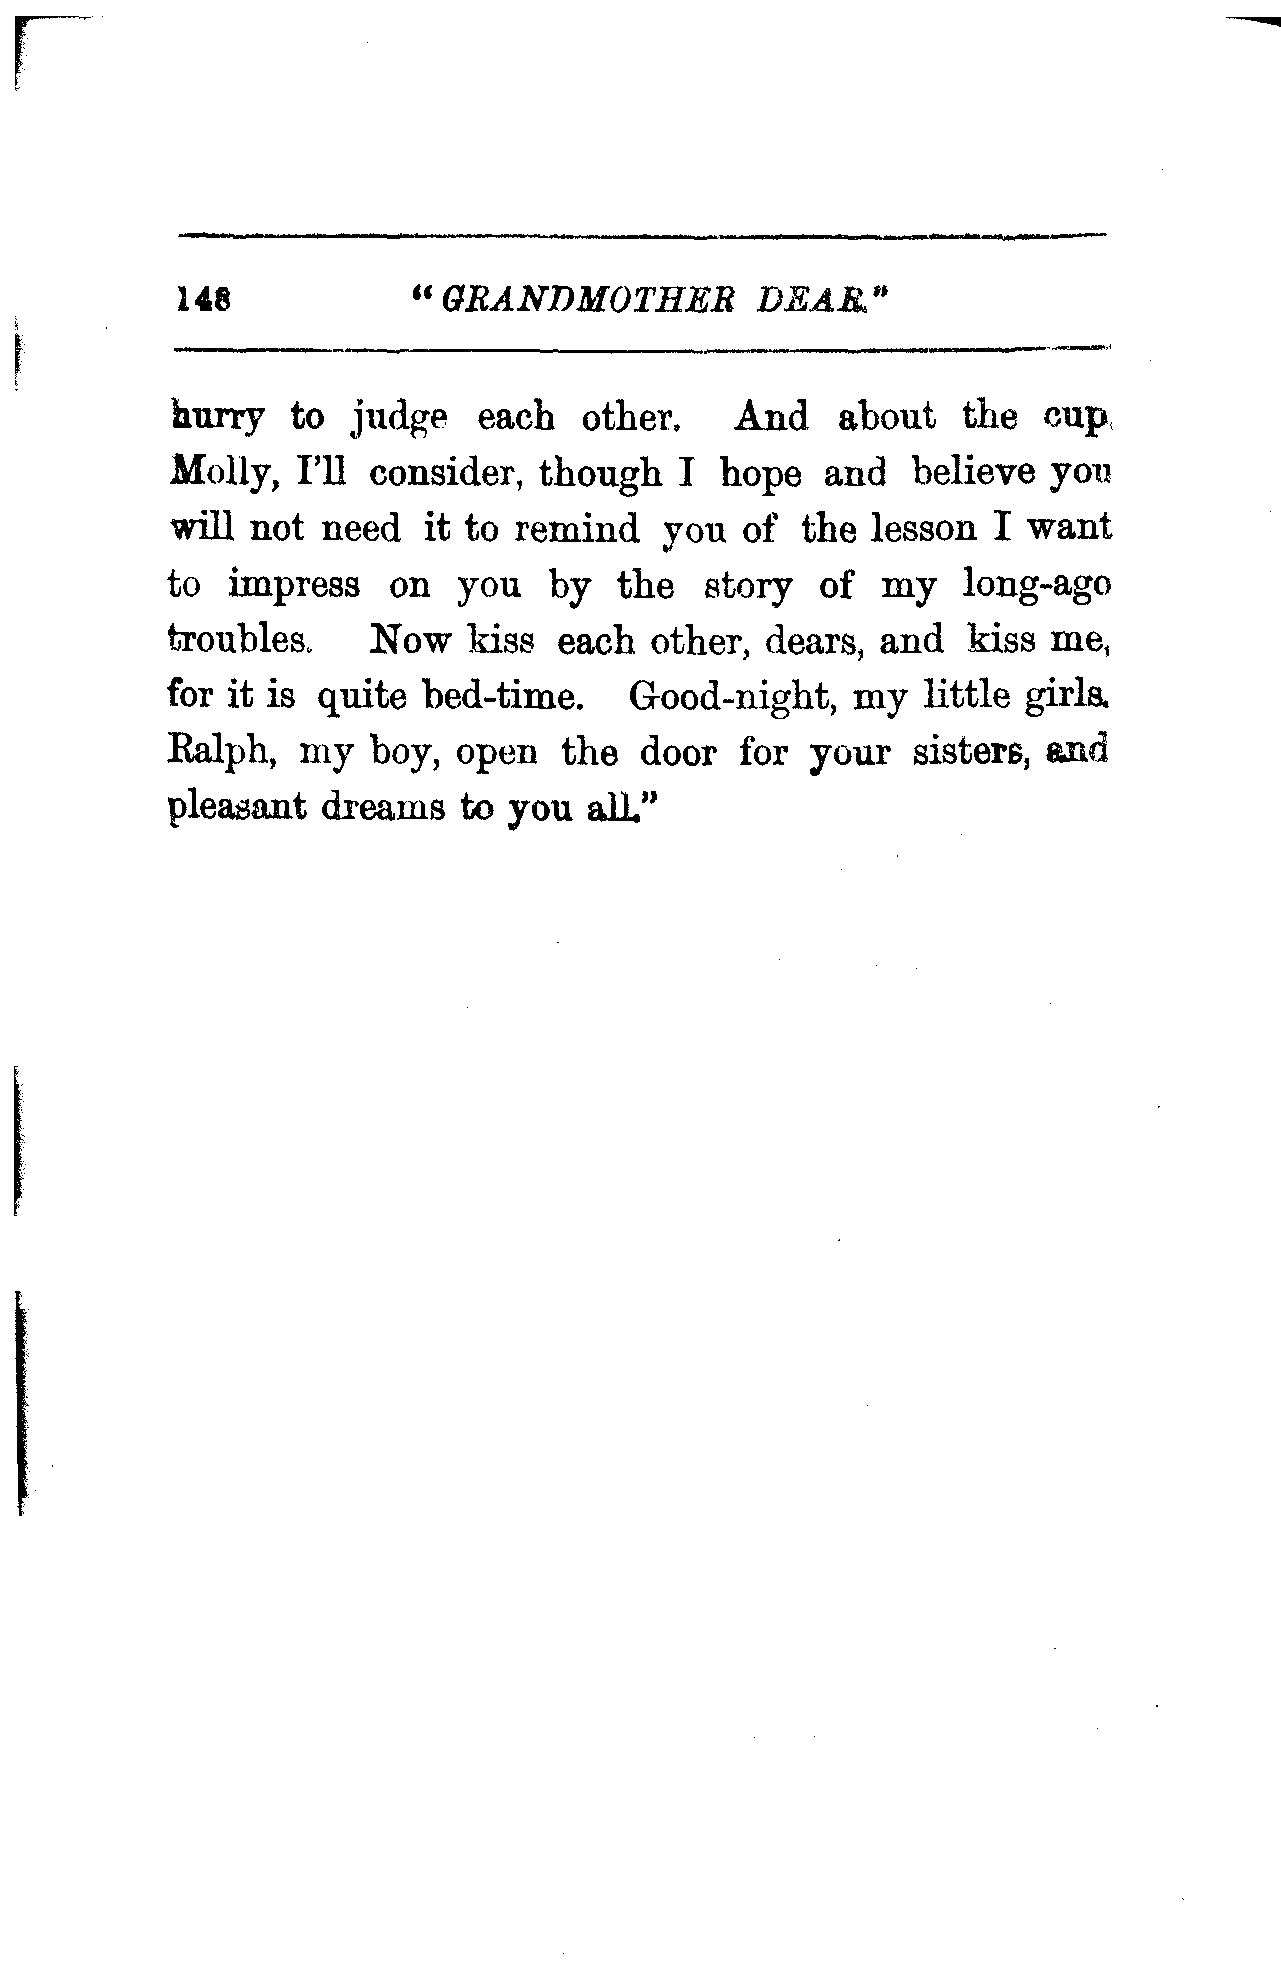 148 "GRANDMOTHER DEAR."
hurry to judge each other. And about the cup,
Molly, I'll consider, though I hope and believe you
will not need it to remind you of the lesson I want
to impress on you by the story of my long-ago
troubles. Now kiss each other, dears, and kiss me,
for it is quite bed-time. Good-night, my little girls.
Ralph, my boy, open the door for your sisters, and
pleasant dreams to you all."